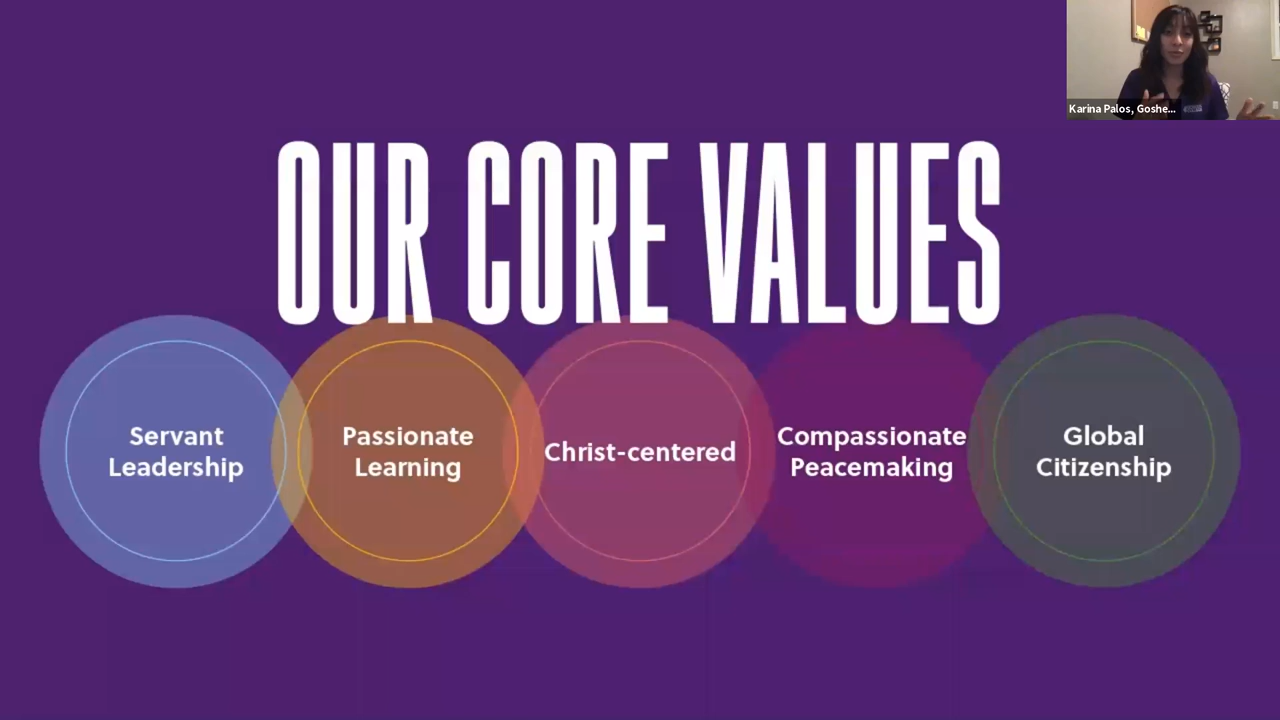 Karina Palos, Goshe...
OUR CORE VALUES
Servant
Leadership
Passionate
Learning
Christ-centered
Compassionate
Peacemaking
Global
Citizenship